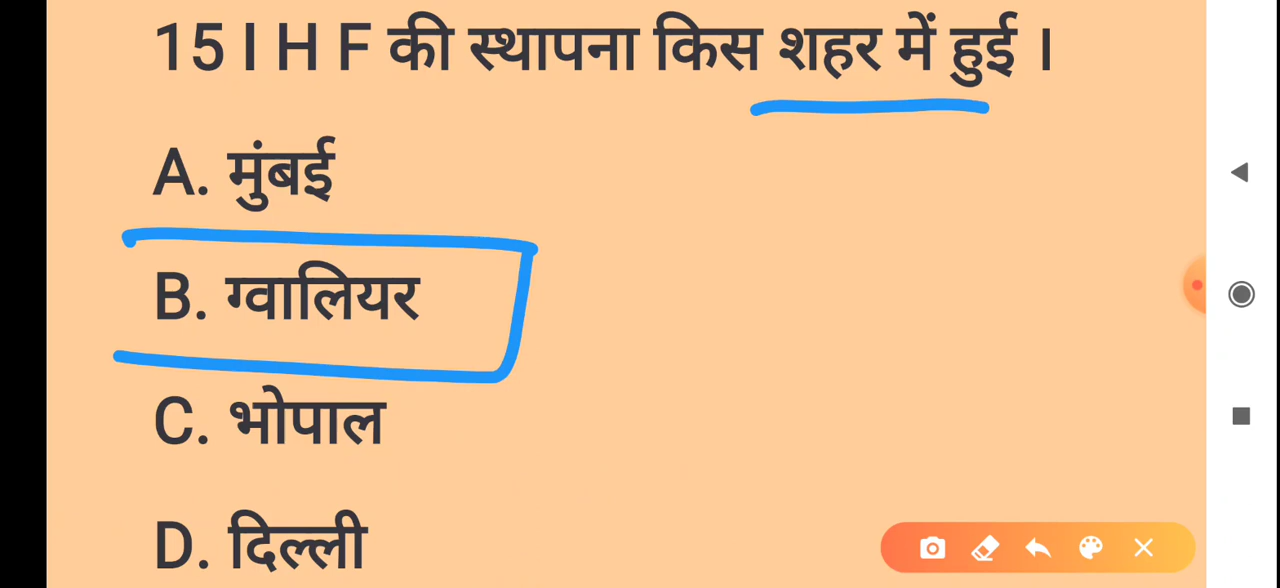 15 I H F की स्थापना किस शहर में हुई ।
A. मुंबई
B. ग्वालियर
C. भोपाल
D. दिल्ली